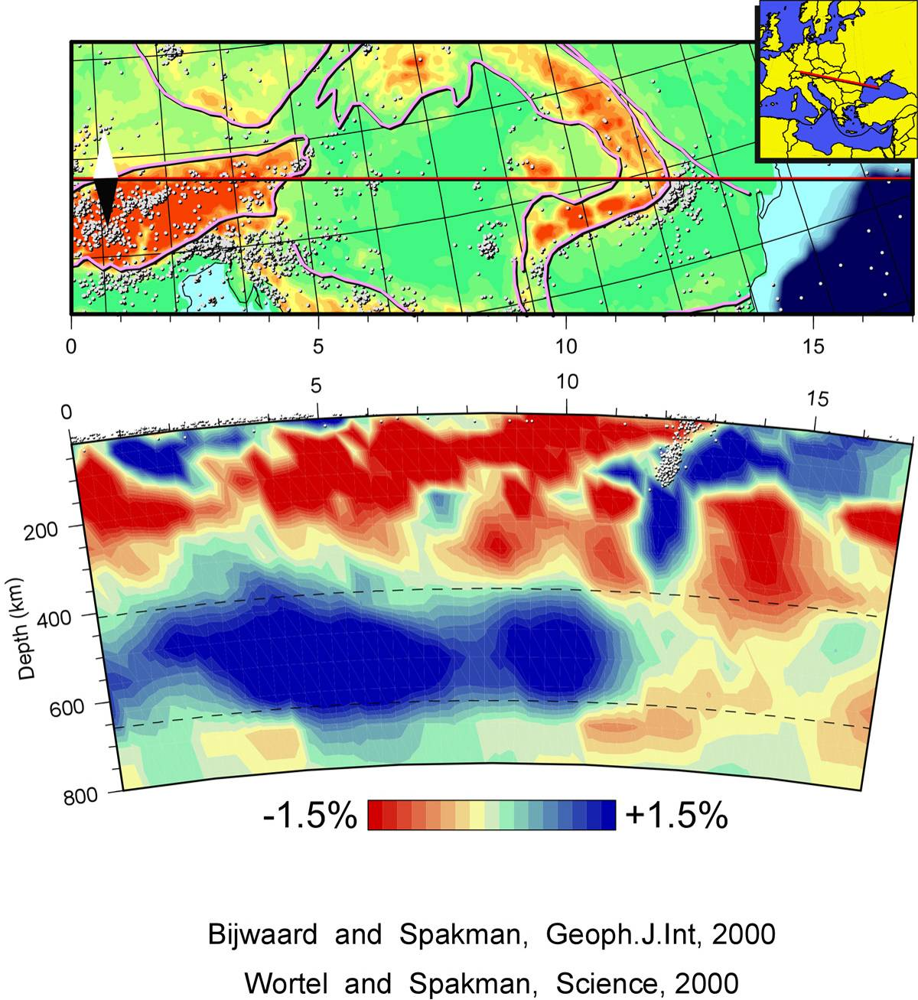 0 5 10 15
5 10 15
0
200
400
600
800
Depth (km)
-1.5% +1.5%
Bijwaard and Spakman, Geoph.J.Int, 2000
Wortel and Spakman, Science, 2000